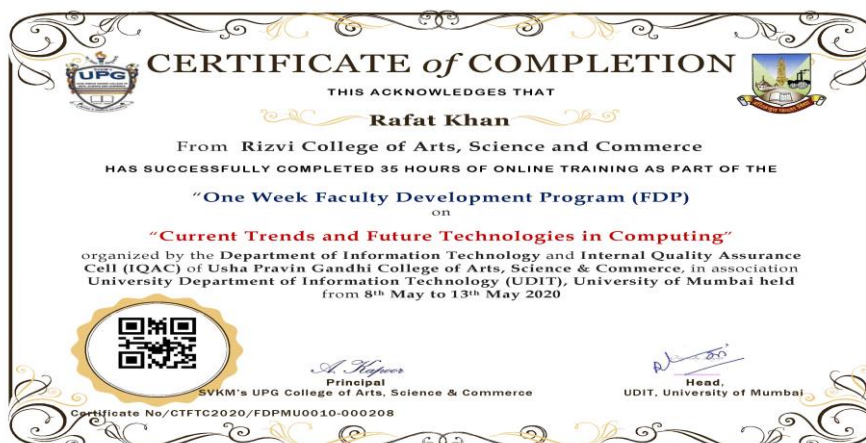 UPG
CERTIFICATE of COMPLETION
THIS ACKNOWLEDGES THAT
Rafat Khan
From Rizvi College of Arts, Science and Commerce
HAS SUCCESSFULLY COMPLETED 35 HOURS OF ONLINE TRAINING AS PART OF THE
"One Week Faculty Development Program (FDP)
on
"Current Trends and Future Technologies in Computing"
organized by the Department of Information Technology and Internal Quality Assurance
Cell (IQAC) of Usha Pravin Gandhi College of Arts, Science & Commerce, in association
University Department of Information Technology (UDIT), University of Mumbai held
from 8th May to 13th May 2020
A. Kapoor
Principal
SVKM's UPG College of Arts, Science & Commerce
Head,
UDIT, University of Mumbai
Certificate No/CTFTC2020/FDPMU0010-000208